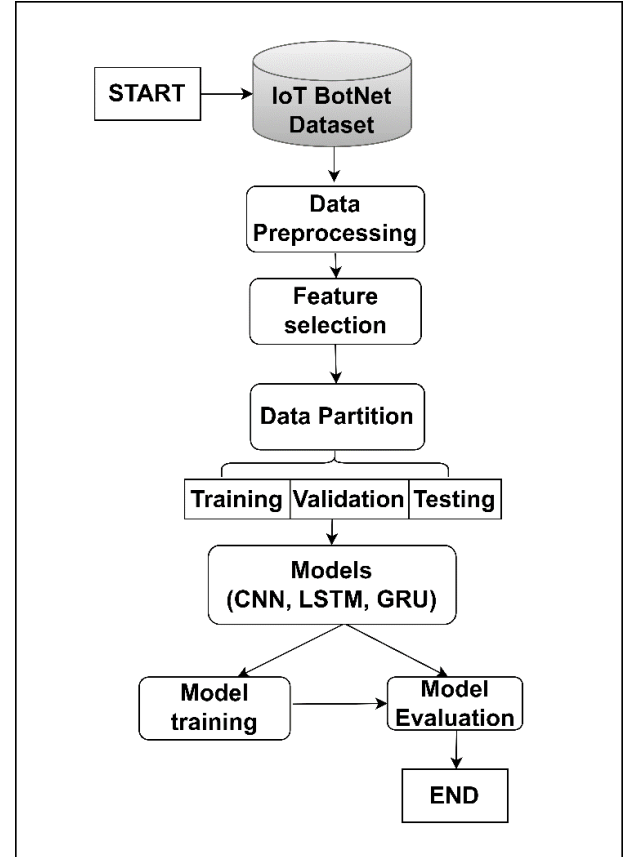 START
IoT BotNet
Dataset
Data
Preprocessing
Feature
selection
Data Partition
Training Validation Testing
Models
(CNN, LSTM, GRU)
Model
training
Model
Evaluation
END